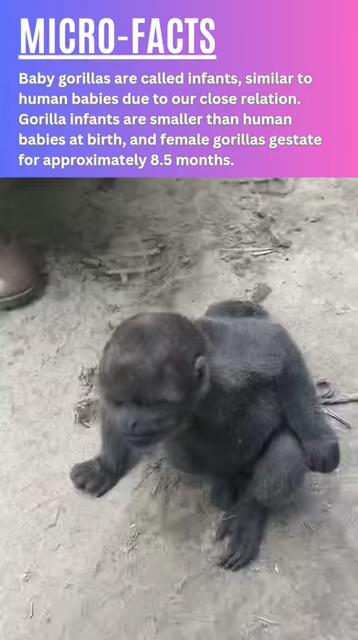 MICRO-FACTS
Baby gorillas are called infants, similar to
human babies due to our close relation.
Gorilla infants are smaller than human
babies at birth, and female gorillas gestate
for approximately 8.5 months.